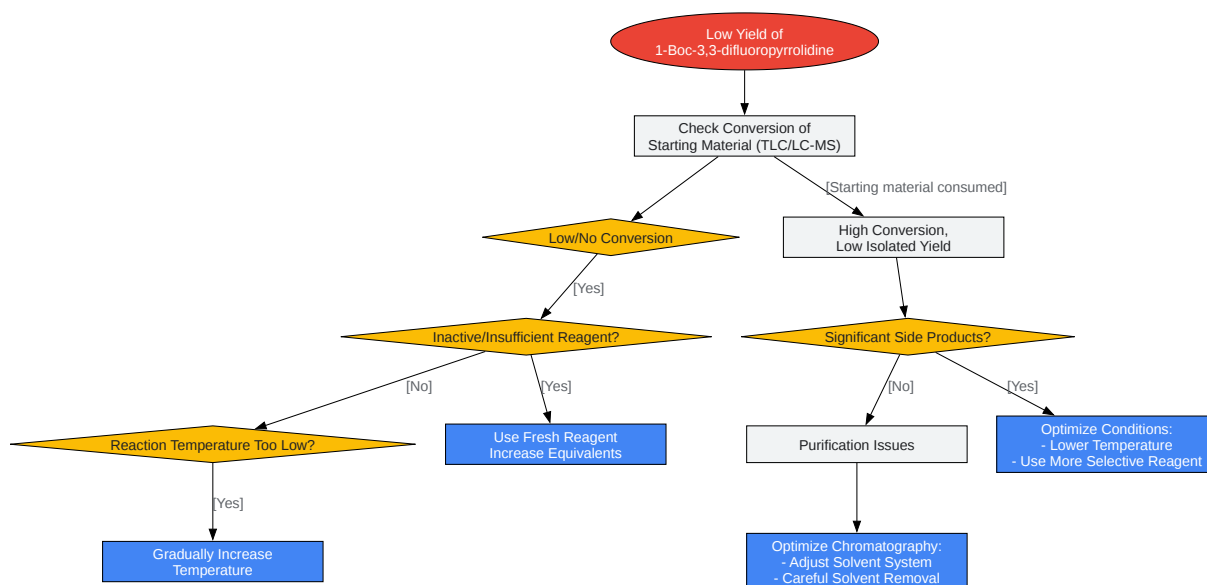 Low Yield of
1-Boc-3,3-difluoropyrrolidine
Check Conversion of
Starting Material (TLC/LC-MS)
[Starting material consumed]
Low/No Conversion
High Conversion,
Low Isolated Yield
[Yes]
Inactive/Insufficient Reagent?
Significant Side Products?
[No]
[Yes]
[No]
[Yes]
Reaction Temperature Too Low?
Use Fresh Reagent
Increase Equivalents
Purification Issues
Optimize Conditions:
- Lower Temperature
- Use More Selective Reagent
[Yes]
Gradually Increase
Temperature
Optimize Chromatography:
- Adjust Solvent System
- Careful Solvent Removal